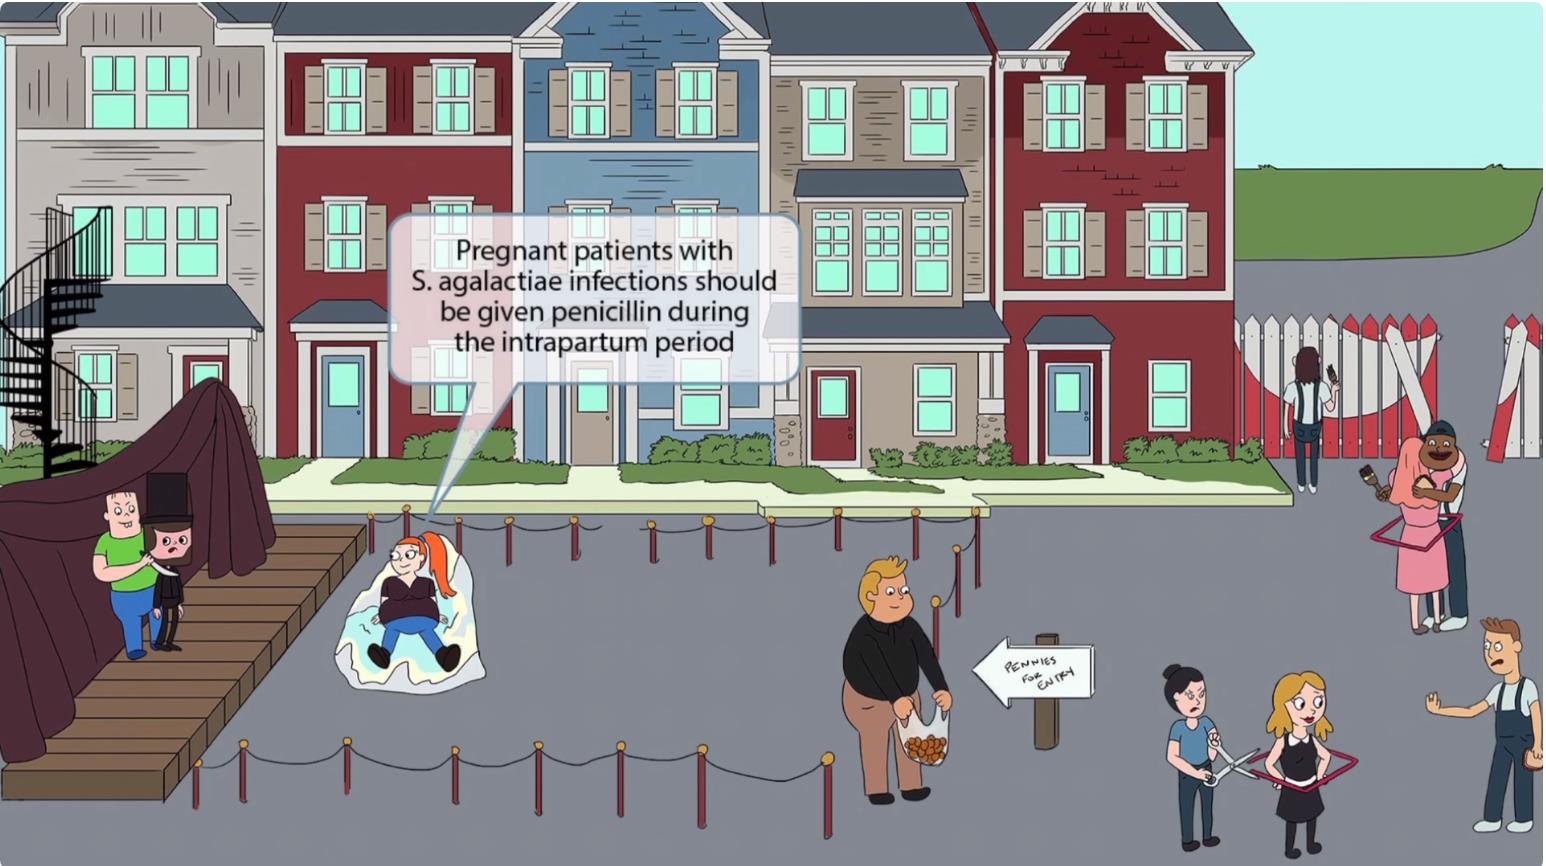 Pregnant patients with
S. agalactiae infections should
be given penicillin during
the intrapartum period
PENNIES
FOR
ENTRY